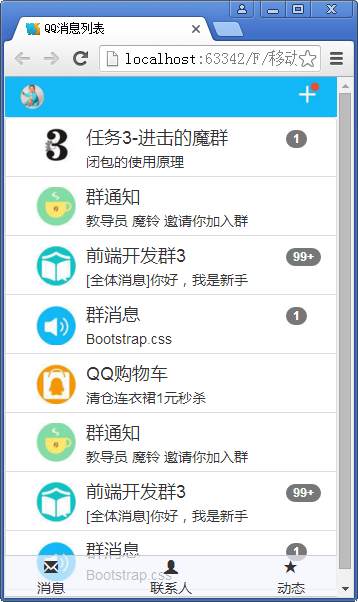 QQ消息列表
localhost:63342/F/移动
任务3-进击的魔群
1
闭包的使用原理
群通知
教导员 魔铃 邀请你加入群
前端开发群3
99+
[全体消息]你好，我是新手
群消息
1
Bootstrap.css
QQ购物车
清仓连衣裙1元秒杀
群通知
教导员 魔铃 邀请你加入群
前端开发群3
99+
[全体消息]你好，我是新手
群消息
1
Bootstrap.css
消息 联系人 动态